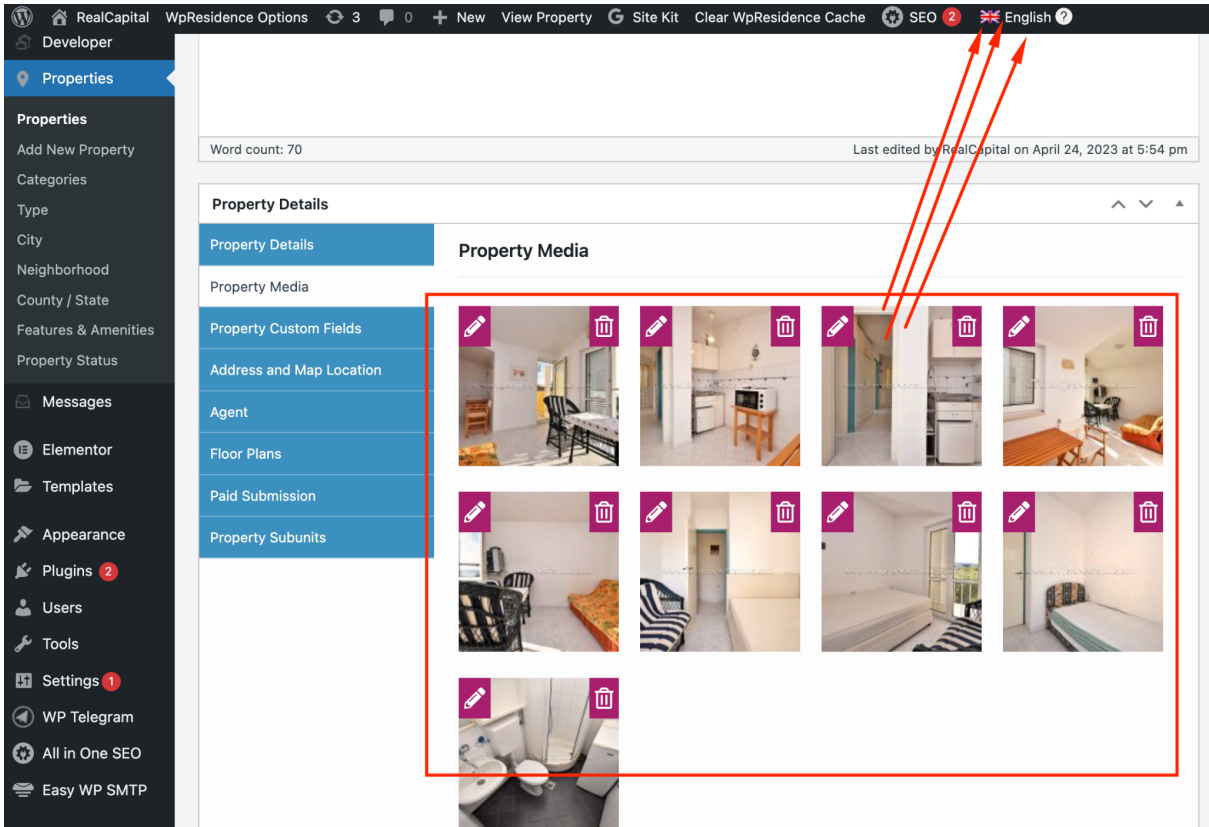 RealCapital WpResidence Options 3 0 + New View Property Site Kit Clear WpResidence Cache SEO 2 English ?
Developer
Properties
Properties
Add New Property
Categories
Type
City
Neighborhood
County / State
Features & Amenities
Property Status
Messages
Elementor
Templates
Appearance
Plugins 2
Users
Tools
Settings 1
WP Telegram
All in One SEO
Easy WP SMTP
Word count: 70
Last edited by RealCapital on April 24, 2023 at 5:54 pm
Property Details
Property Details
Property Media
Property Custom Fields
Address and Map Location
Agent
Floor Plans
Paid Submission
Property Subunits
Property Media